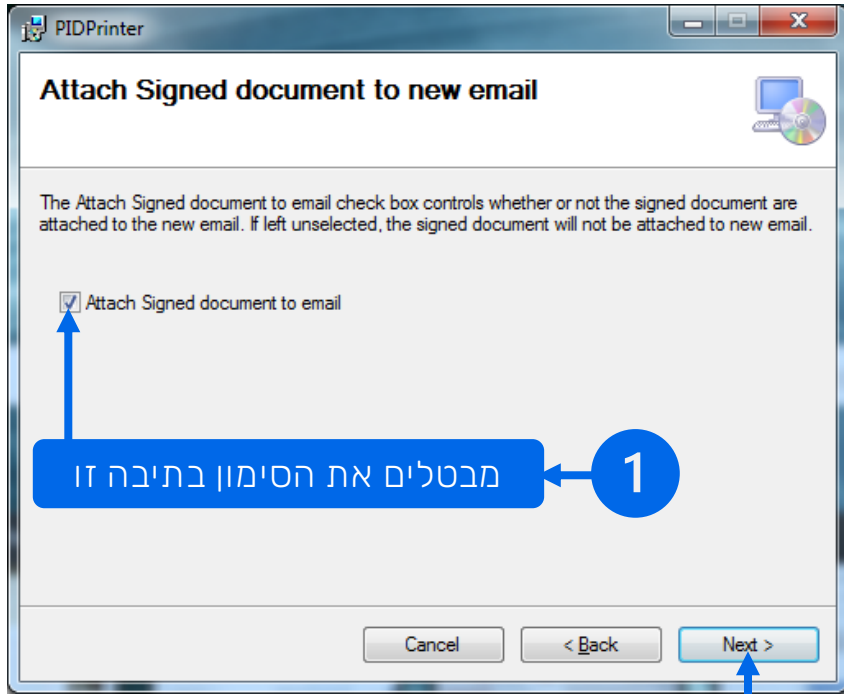 PIDPrinter
Attach Signed document to new email
The Attach Signed document to email check box controls whether or not the signed document are
attached to the new email. If left unselected, the signed document will not be attached to new email.
Attach Signed document to email
מבטלים את הסימון בתיבה זו
1
Cancel
< Back
Next >